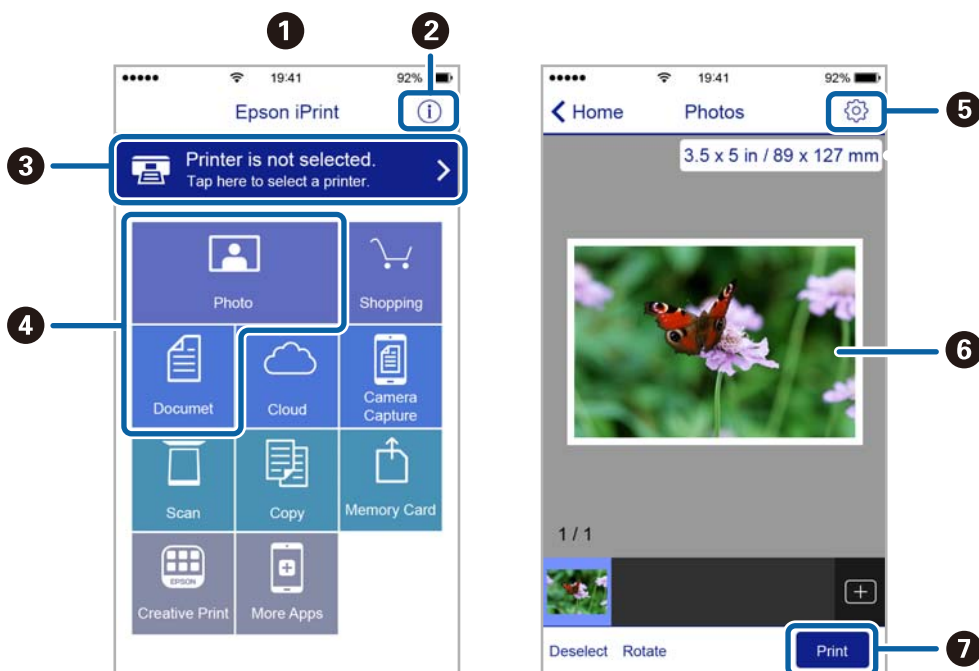 1
2
19:41
92%
Epson iPrint
3
Printer is not selected.
Tap here to select a printer.
4
Photo
Shopping
Documet
Cloud
Camera
Capture
Scan
Copy
Memory Card
EPSON
Creative Print
More Apps
19:41
92%
Home
Photos
5
3.5 x 5 in / 89 x 127 mm
6
1 / 1
Deselect
Rotate
Print
7